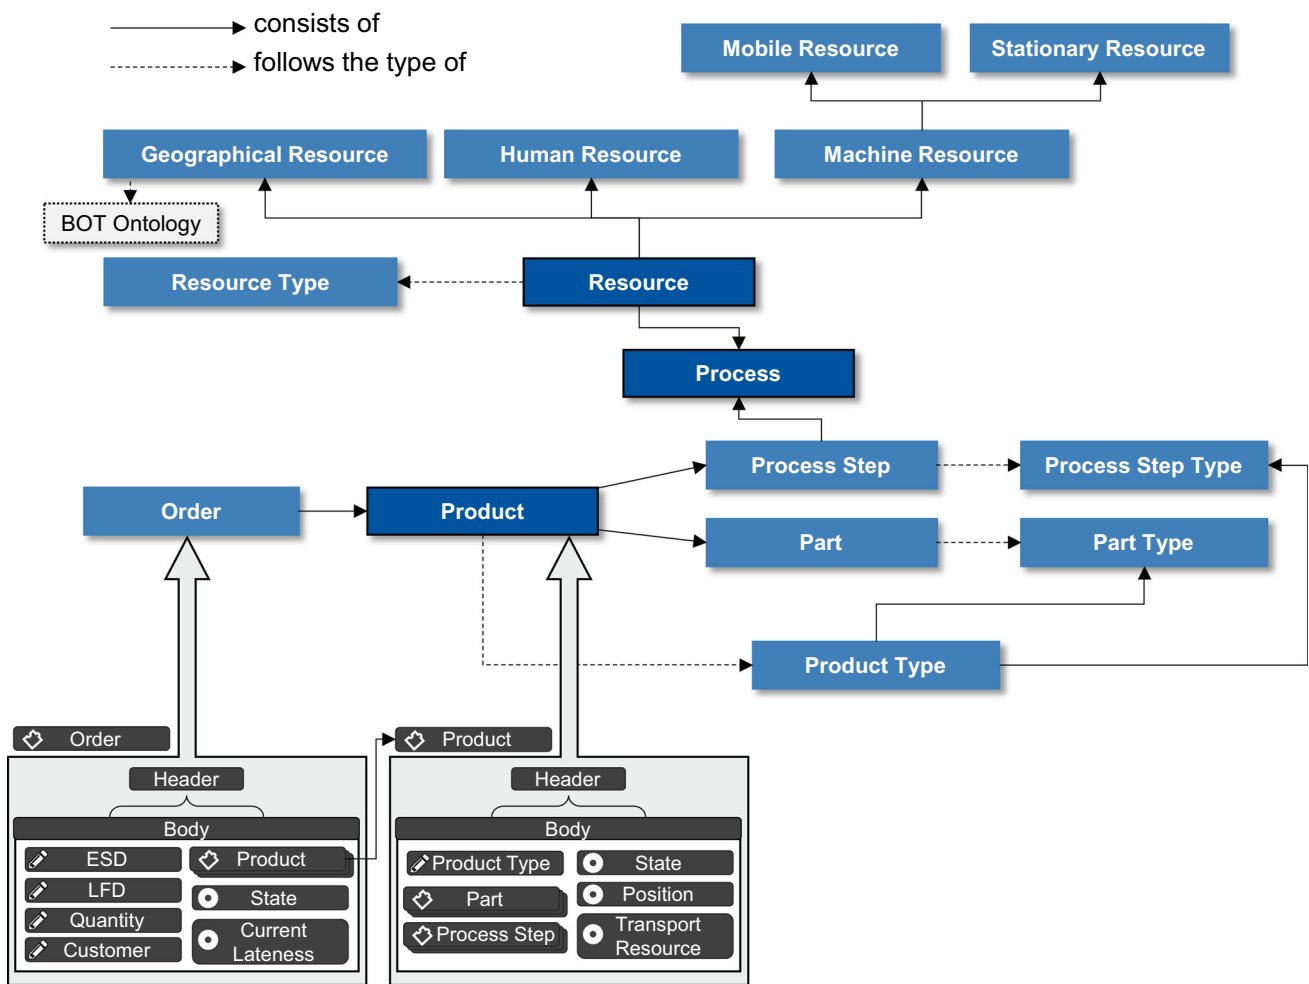 consists of
follows the type of
Mobile Resource
Stationary Resource
Geographical Resource
Human Resource
Machine Resource
BOT Ontology
Resource Type
Resource
Process
Process Step
Process Step Type
Order
Product
Part
Part Type
Product Type
Order
Header
Body
ESD
LFD
Quantity
Customer
Product
State
Current
Lateness
Product
Header
Body
Product Type
Part
Process Step
State
Position
Transport
Resource